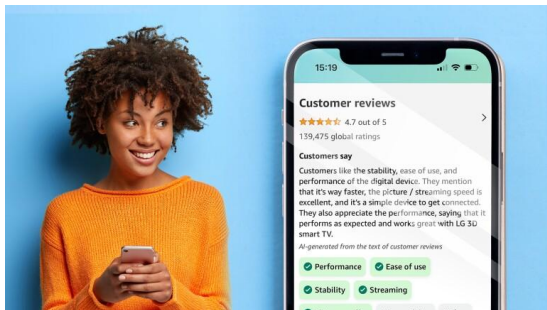 15:19
Customer reviews
4.7 out of 5
139,475 global ratings
Customers say
Customers like the stability, ease of use, and
performance of the digital device. They mention
that it's way faster, the picture / streaming speed is
excellent, and it's a simple device to get connected.
They also appreciate the performance, saying that it
performs as expected and works great with LG 3D
smart TV.
AI-generated from the text of customer reviews
Performance Ease of use
Stability Streaming